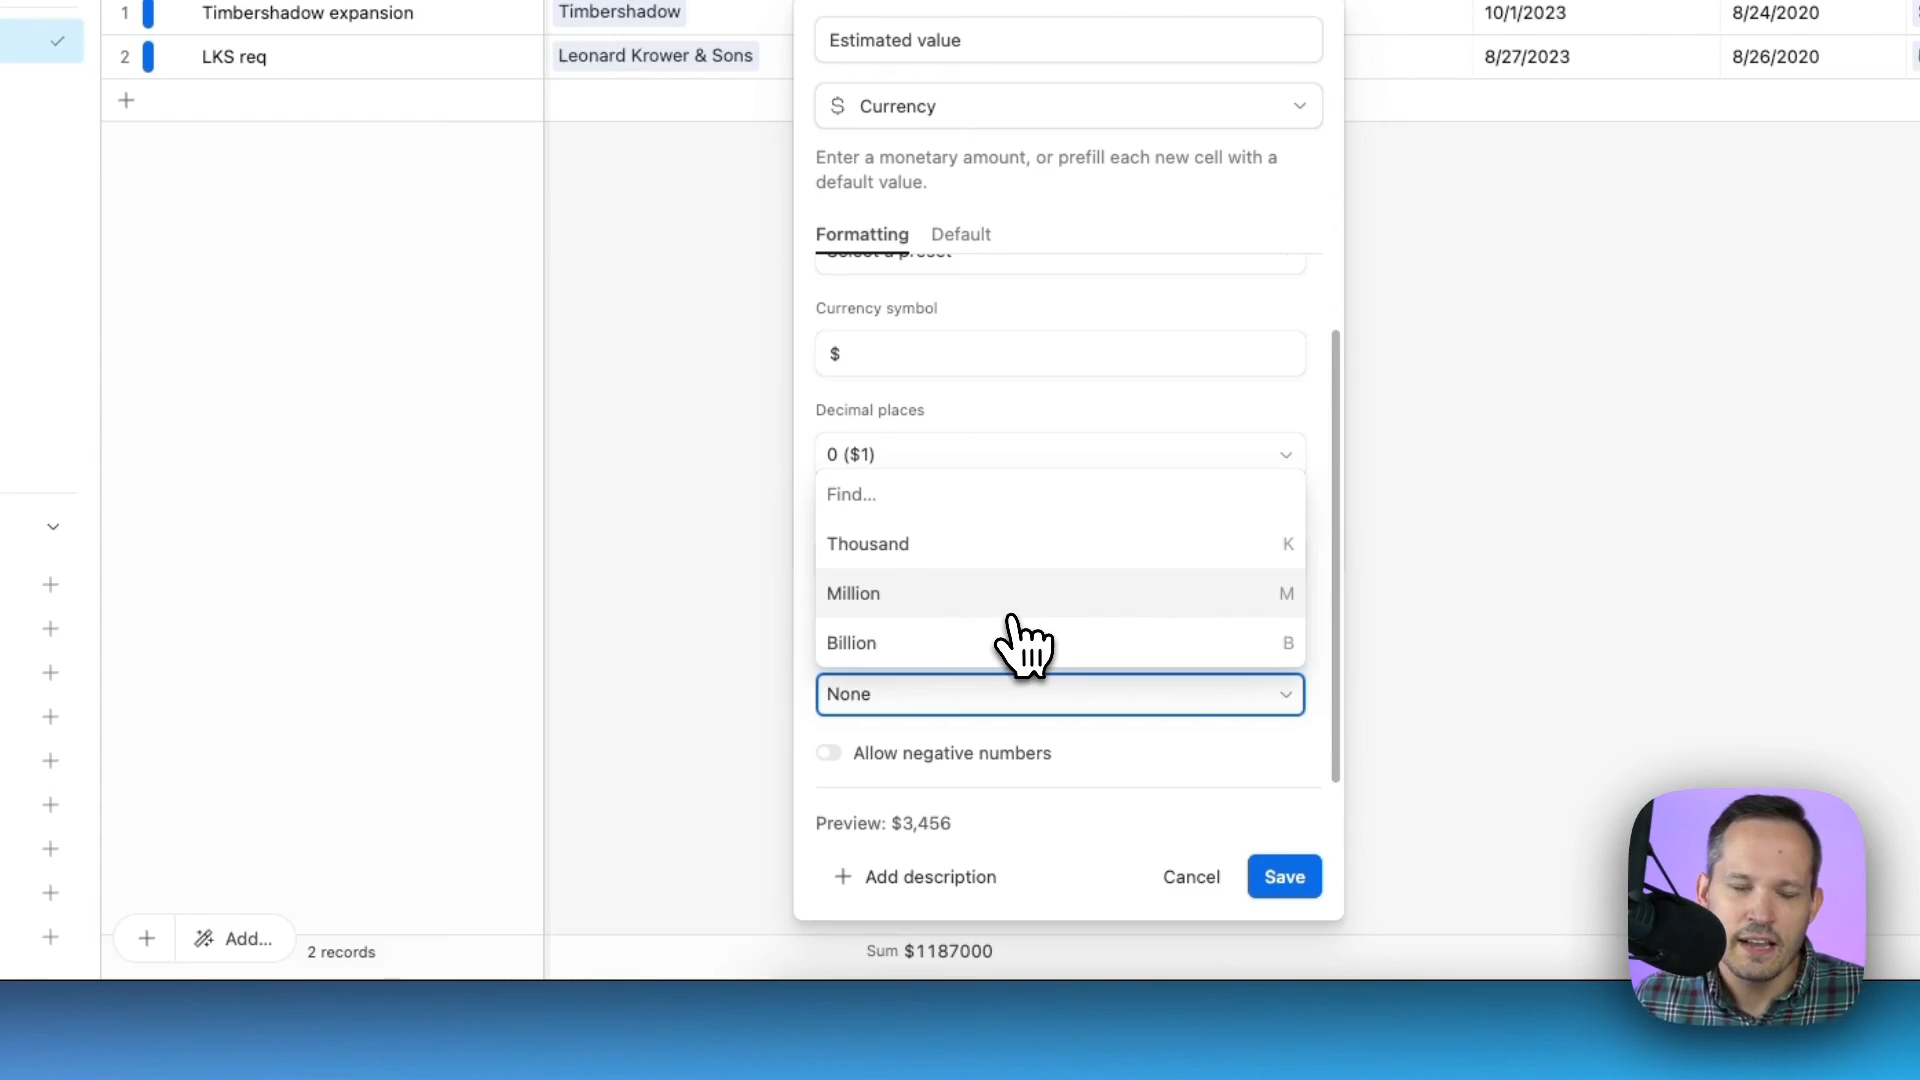 1 Timbershadow expansion Timbershadow 10/1/2023 8/24/2020
2 LKS req Leonard Krower & Sons 8/27/2023 8/26/2020
Estimated value
$ Currency
Enter a monetary amount, or prefill each new cell with a
default value.
Formatting Default
Select a preset
Currency symbol
$
Decimal places
0 ($1)
Find...
Thousand K
Million M
Billion B
None
Allow negative numbers
Preview: $3,456
+ Add description Cancel Save
+ Add... 2 records Sum $1187000